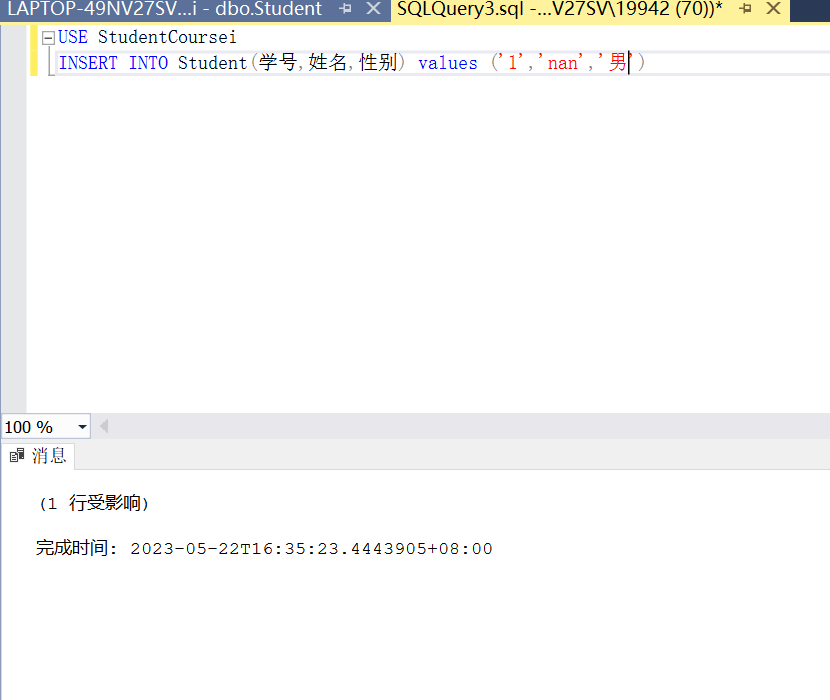 LAPTOP-49NV27SV...i - dbo.Student
SQLQuery3.sql -...V27SV\19942 (70))*
USE StudentCoursei
INSERT INTO Student(学号,姓名,性别) values ('1','nan','男')
100 %
消息
(1 行受影响)
完成时间: 2023-05-22T16:35:23.4443905+08:00